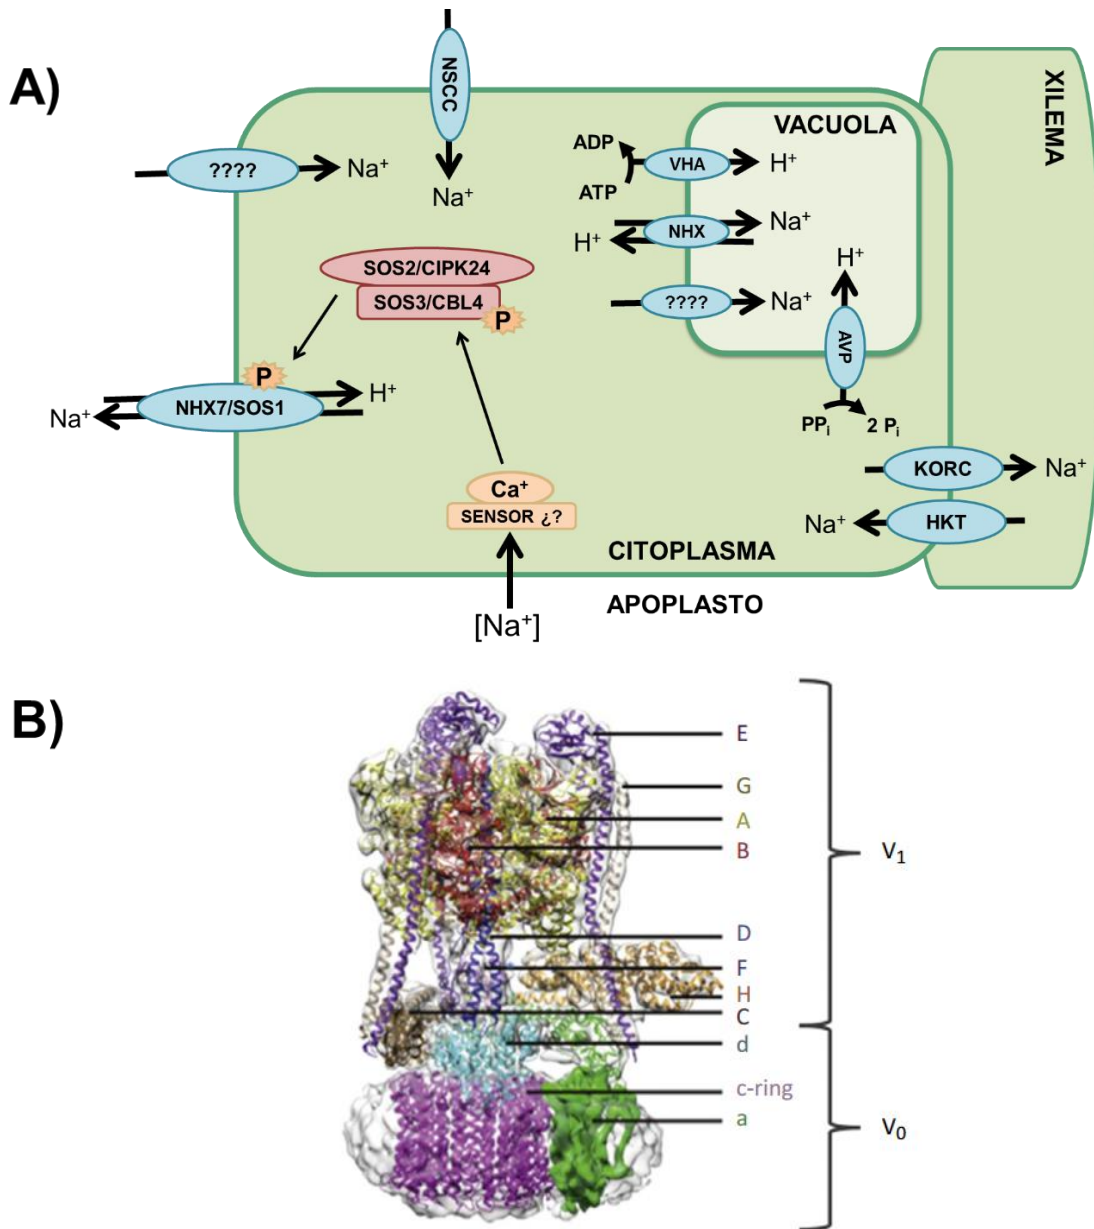 A)
NSCC
Na⁺
????
Na⁺
SOS2/CIPK24
SOS3/CBL4
P
P
NHX7/SOS1
H⁺
Na⁺
Ca⁺
SENSOR ¿?
[Na⁺]
VACUOLA
ADP
ATP
VHA
H⁺
H⁺
NHX
Na⁺
????
Na⁺
H⁺
AVP
PPᵢ
2 Pᵢ
XILEMA
KORC
Na⁺
Na⁺
HKT
CITOPLASMA
APOPLASTO
B)
E
G
A
B
D
F
H
C
d
c-ring
a
V₁
V₀